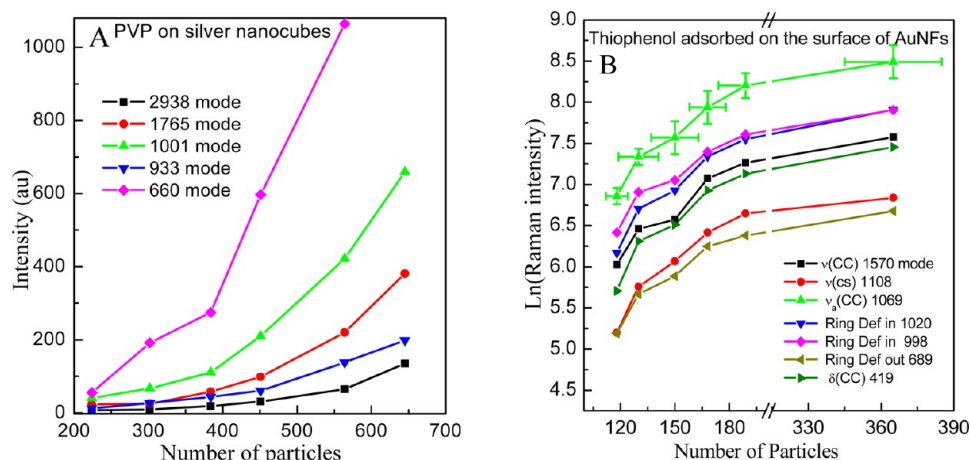 A PVP on silver nanocubes
2938 mode
1765 mode
1001 mode
933 mode
660 mode
Intensity (au)
1000
800
600
400
200
0
200 300 400 500 600 700
Number of particles
Thiophenol adsorbed on the surface of AuNFs
B
Ln(Raman intensity)
8.5
8.0
7.5
7.0
6.5
6.0
5.5
5.0
4.5
ν(CC) 1570 mode
ν(cs) 1108
νa(CC) 1069
Ring Def in 1020
Ring Def in 998
Ring Def out 689
δ(CC) 419
120 150 180 360 390
Number of Particles